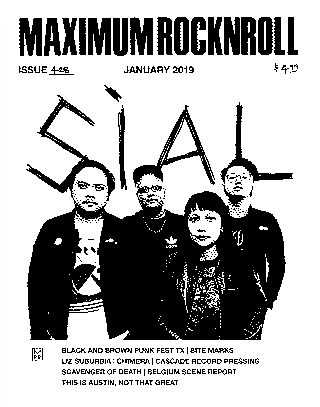 MAXIMUM ROCKNROLL
ISSUE 428 JANUARY 2019 $4.99
SIAL
BLACK AND BROWN PUNK FEST TX | BITE MARKS
LIZ SUBURBIA: CHIMERA | CASCADE RECORD PRESSING
SCAVENGER OF DEATH | BELGIUM SCENE REPORT
THIS IS AUSTIN, NOT THAT GREAT